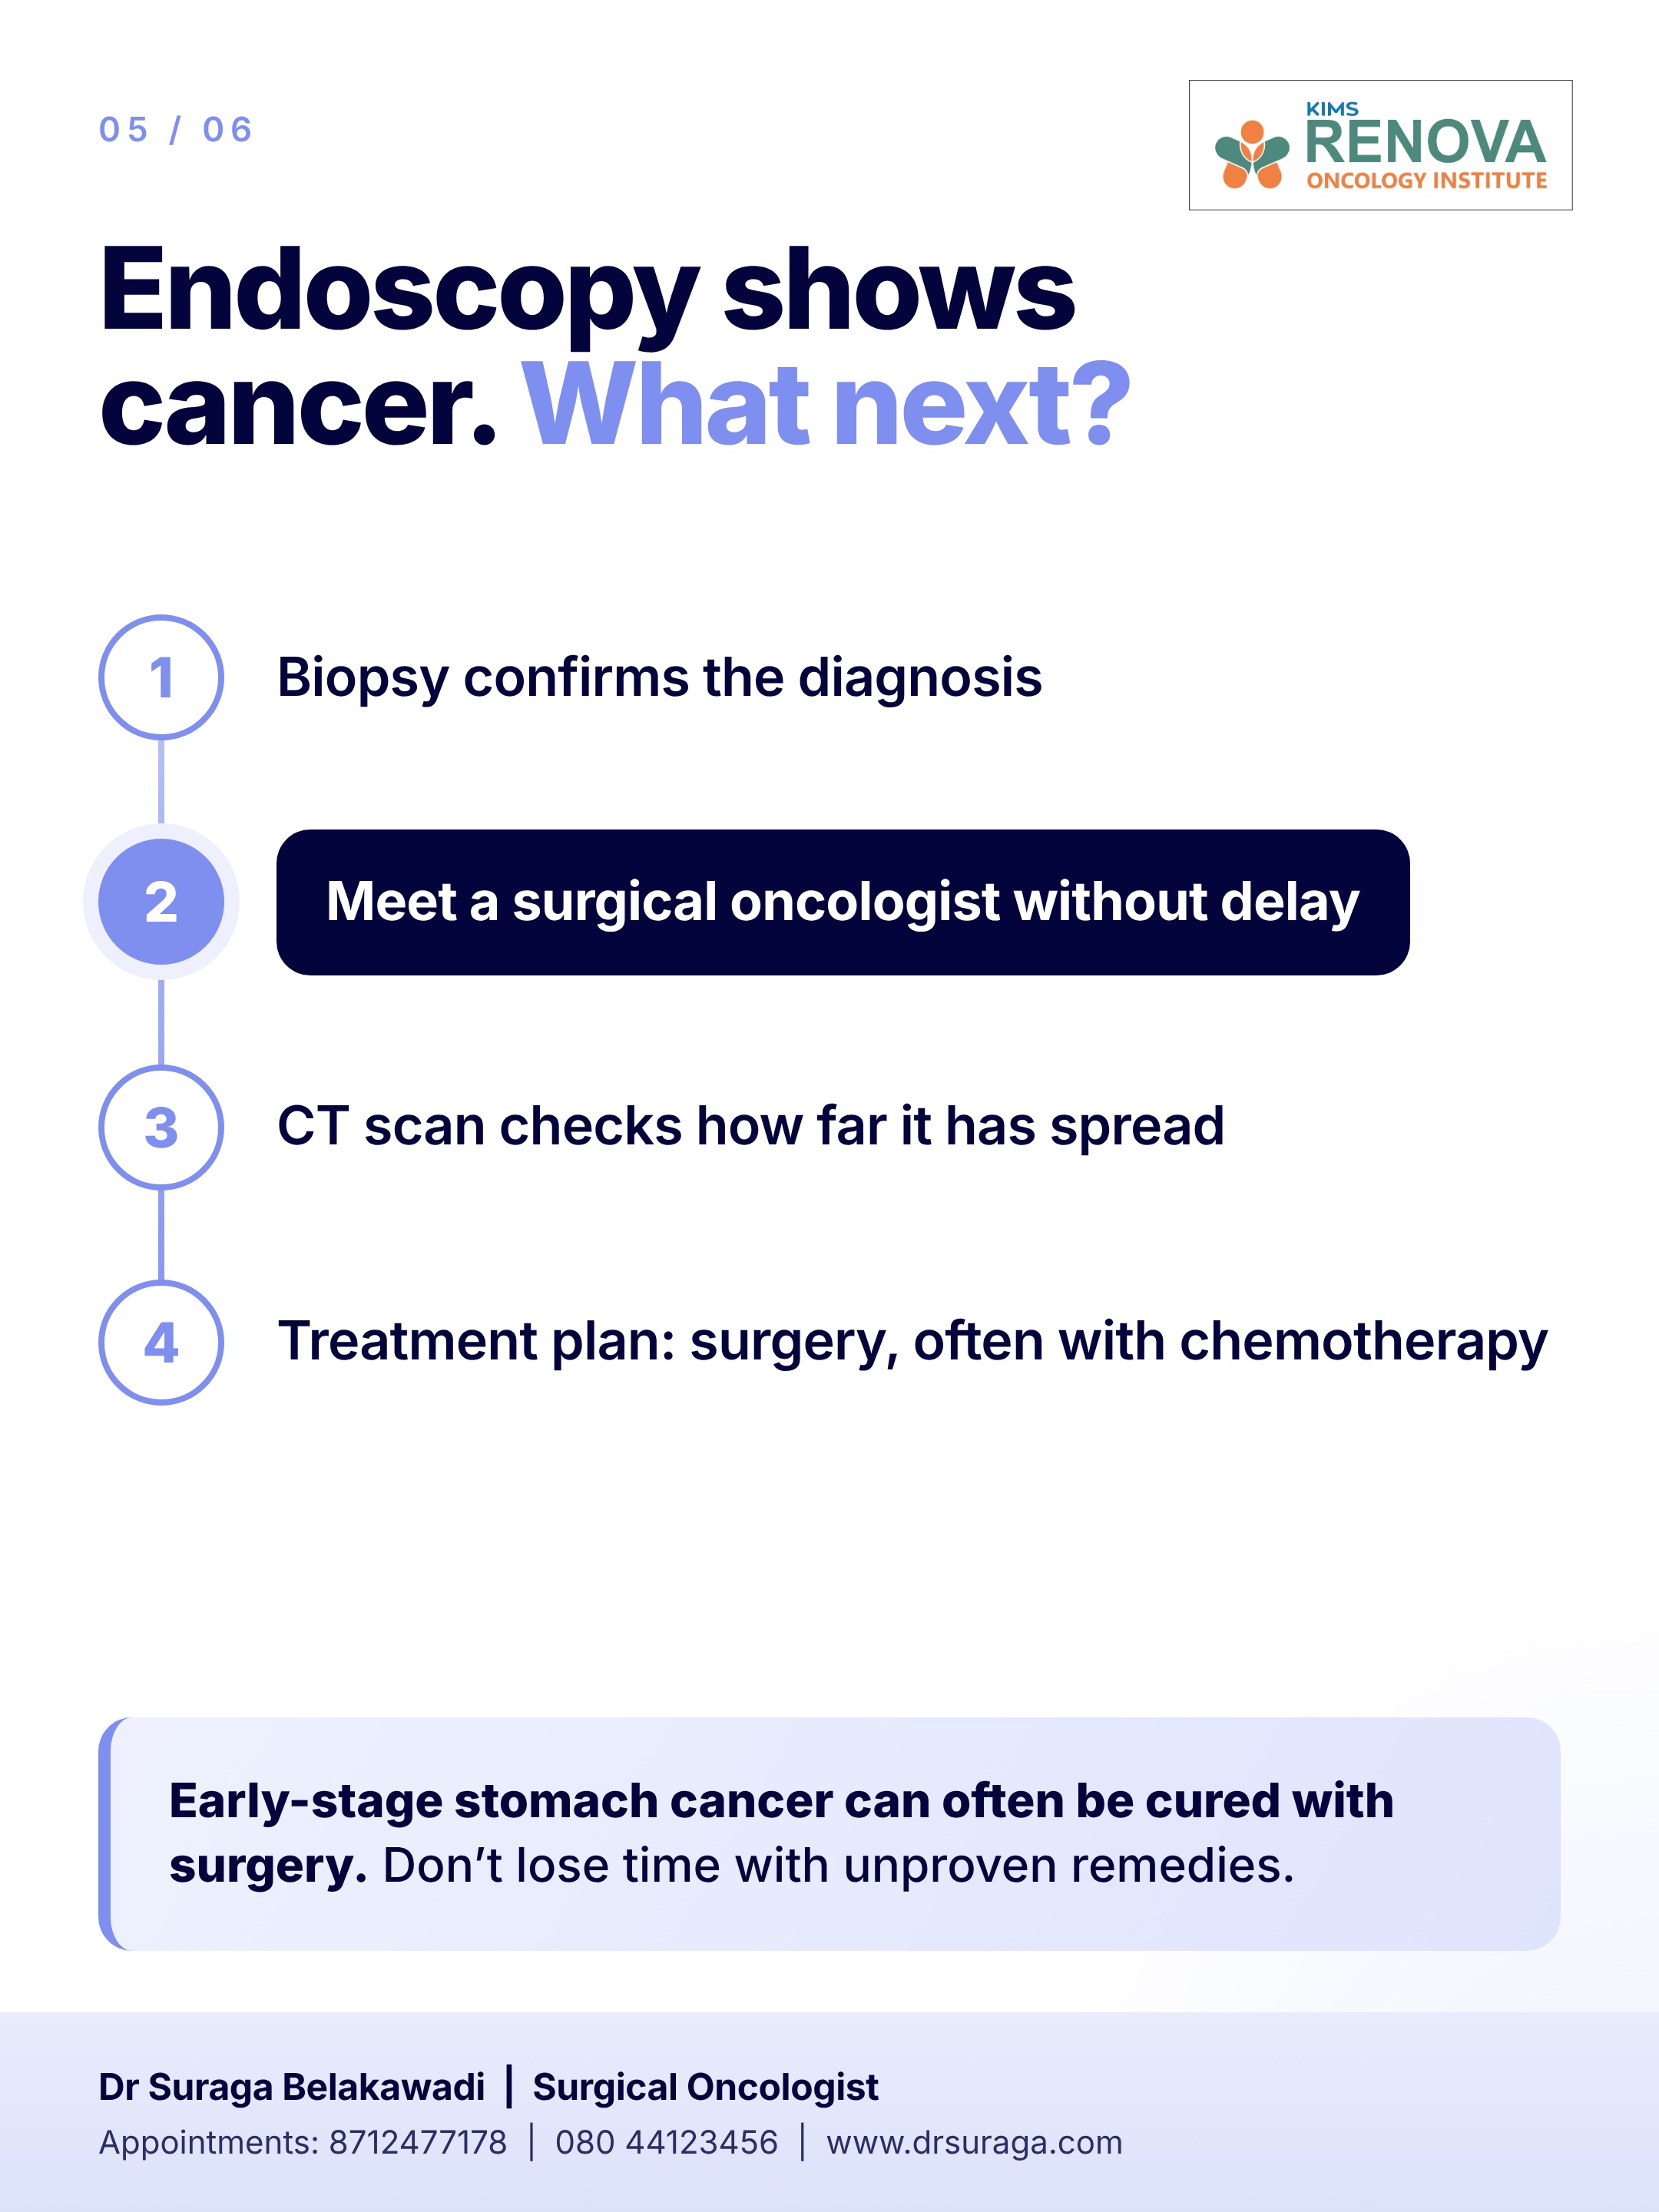 05 / 06
KIMS
RENOVA
ONCOLOGY INSTITUTE
Endoscopy shows
cancer. What next?
1 Biopsy confirms the diagnosis
2 Meet a surgical oncologist without delay
3 CT scan checks how far it has spread
4 Treatment plan: surgery, often with chemotherapy
Early-stage stomach cancer can often be cured with
surgery. Don’t lose time with unproven remedies.
Dr Suraga Belakawadi | Surgical Oncologist
Appointments: 8712477178 | 080 44123456 | www.drsuraga.com